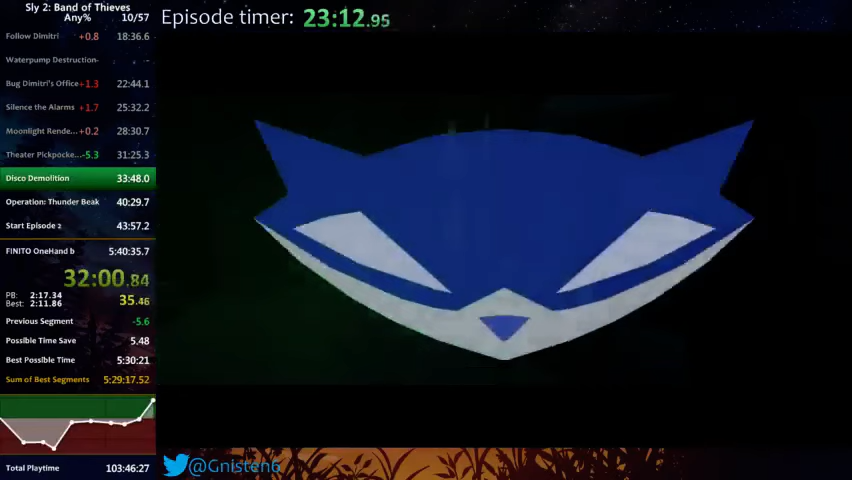 Sly 2: Band of Thieves
Any% 10/57
Follow Dimitri +0.8 18:36.6
Waterpump Destruction-
Bug Dimitri's Office+1.3 22:44.1
Silence the Alarms +1.7 25:32.2
Moonlight Rende... +0.2 28:30.7
Theater Pickpocke...-5.3 31:25.3
Disco Demolition 33:48.0
Operation: Thunder Beak 40:29.7
Start Episode 2 43:57.2
FINITO OneHand b 5:40:35.7
32:00.84
PB: 2:17.34
Best: 2:11.86
35.46
Previous Segment -5.6
Possible Time Save 5.48
Best Possible Time 5:30:21
Sum of Best Segments 5:29:17.52
Total Playtime 103:46:27
Episode timer: 23:12.95
@Gnisten6